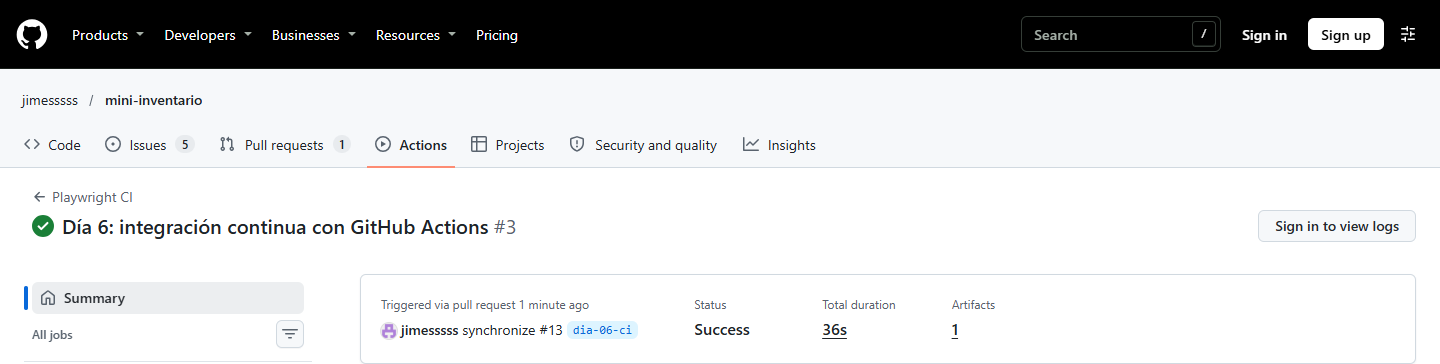 Products Developers Businesses Resources Pricing Search / Sign in Sign up
jimesssss / mini-inventario
Code Issues 5 Pull requests 1 Actions Projects Security and quality Insights
Playwright CI
Día 6: integración continua con GitHub Actions #3
Sign in to view logs
Summary
All jobs
Triggered via pull request 1 minute ago
jimesssss synchronize #13 dia-06-ci
Status
Success
Total duration
36s
Artifacts
1